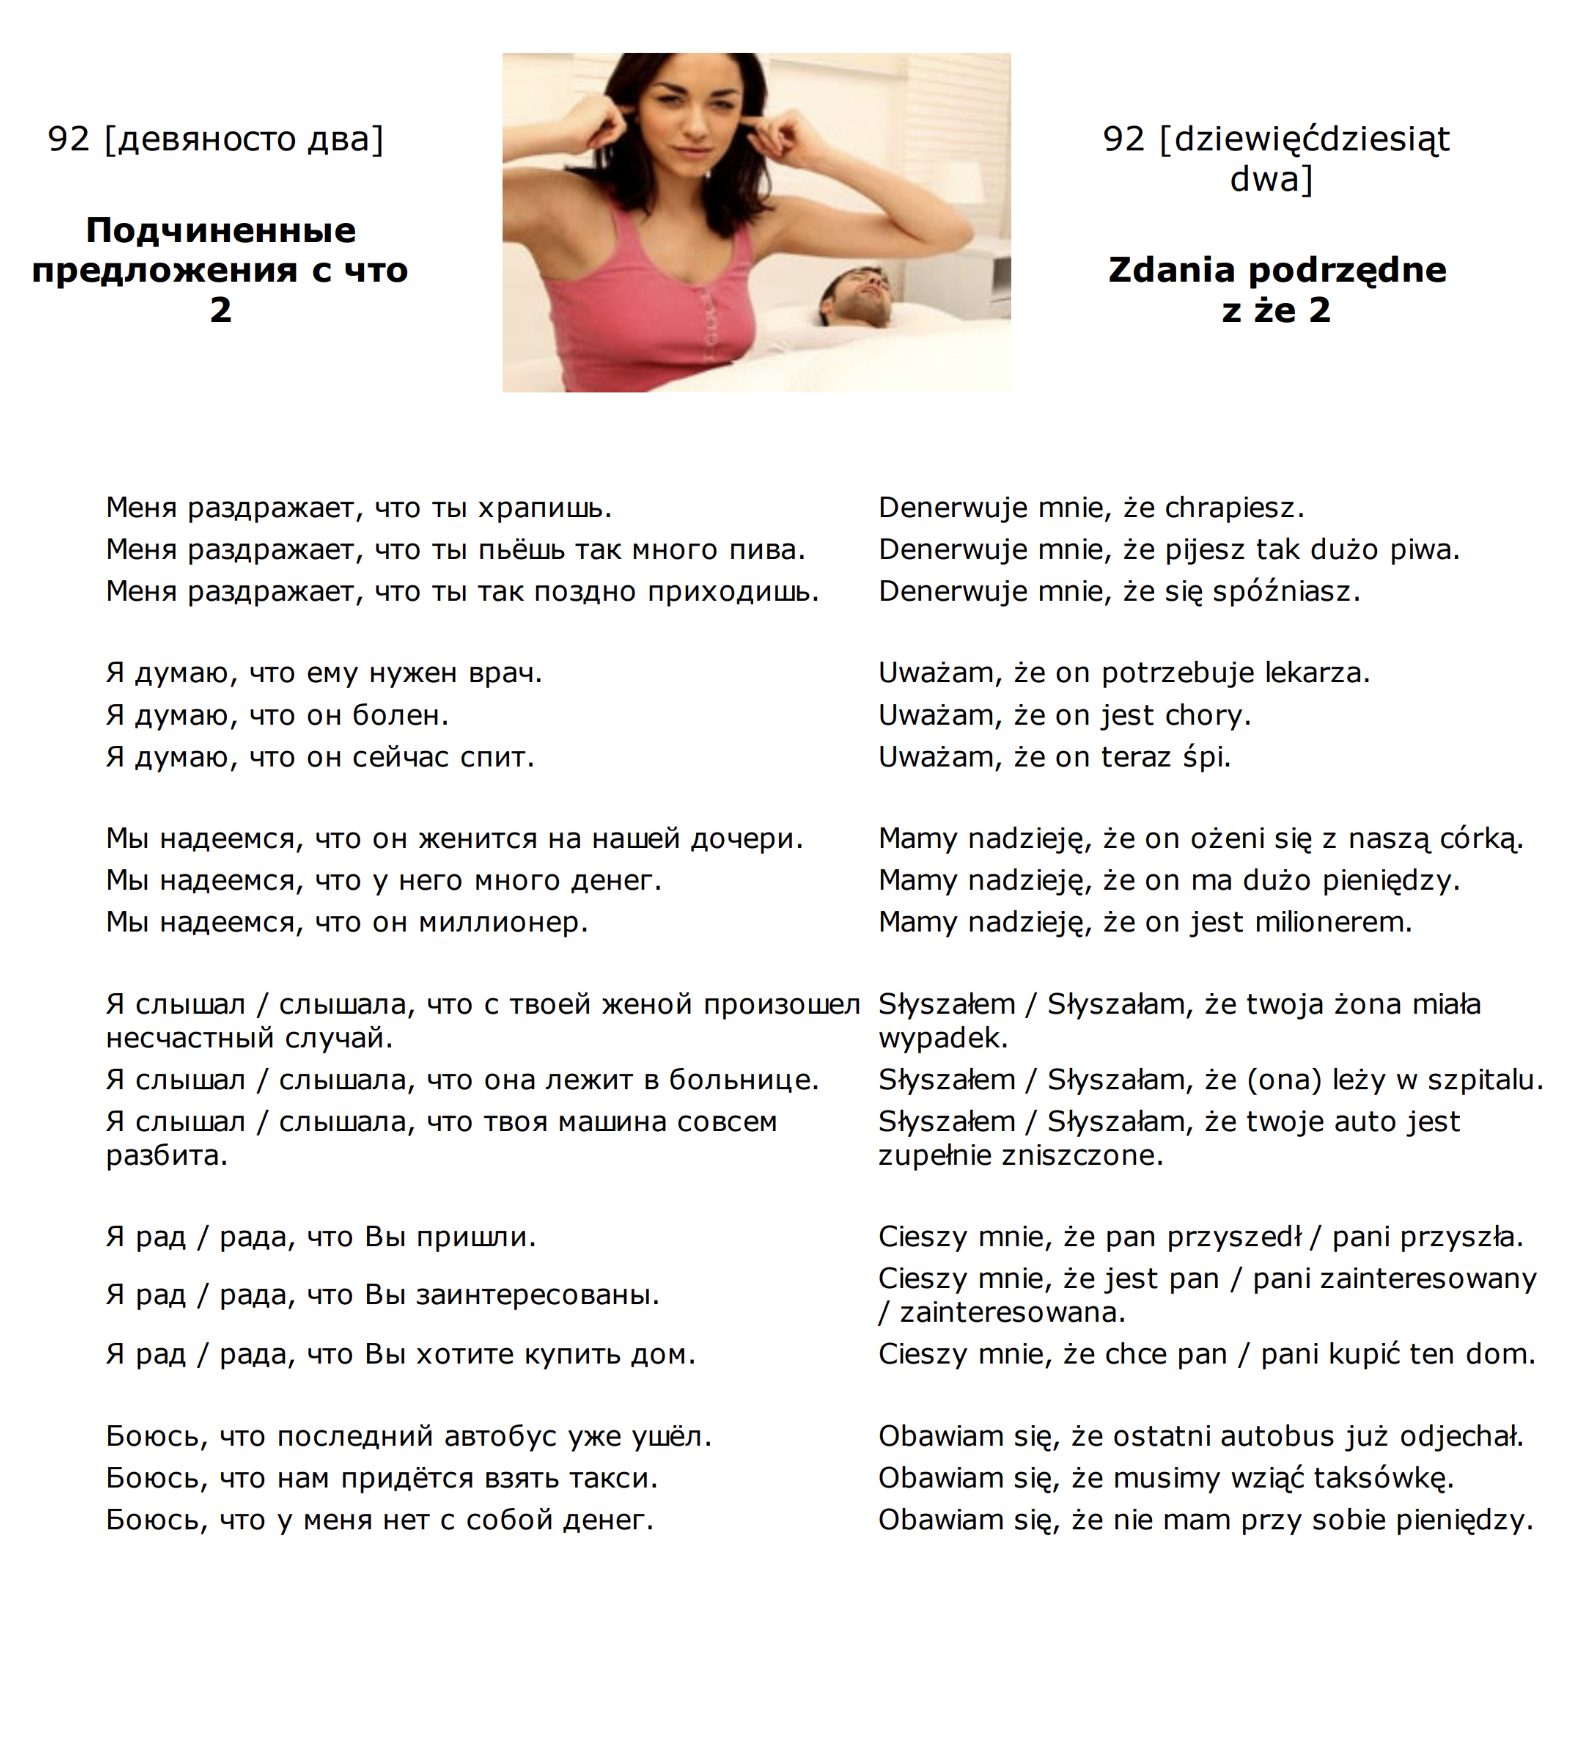 92 [девяносто два]
Подчиненные
предложения с что
2
92 [dziewięćdziesiąt
dwa]
Zdania podrzędne
z że 2
Меня раздражает, что ты храпишь.
Denerwuje mnie, że chrapiesz.
Меня раздражает, что ты пьёшь так много пива.
Denerwuje mnie, że pijesz tak dużo piwa.
Меня раздражает, что ты так поздно приходишь.
Denerwuje mnie, że się spóźniasz.
Я думаю, что ему нужен врач.
Uważam, że on potrzebuje lekarza.
Я думаю, что он болен.
Uważam, że on jest chory.
Я думаю, что он сейчас спит.
Uważam, że on teraz śpi.
Мы надеемся, что он женится на нашей дочери.
Mamy nadzieję, że on ożeni się z naszą córką.
Мы надеемся, что у него много денег.
Mamy nadzieję, że on ma dużo pieniędzy.
Мы надеемся, что он миллионер.
Mamy nadzieję, że on jest milionerem.
Я слышал / слышала, что с твоей женой произошел
несчастный случай.
Słyszałem / Słyszałam, że twoja żona miała
wypadek.
Я слышал / слышала, что она лежит в больнице.
Słyszałem / Słyszałam, że (ona) leży w szpitalu.
Я слышал / слышала, что твоя машина совсем
разбита.
Słyszałem / Słyszałam, że twoje auto jest
zupełnie zniszczone.
Я рад / рада, что Вы пришли.
Cieszy mnie, że pan przyszedł / pani przyszła.
Я рад / рада, что Вы заинтересованы.
Cieszy mnie, że jest pan / pani zainteresowany
/ zainteresowana.
Я рад / рада, что Вы хотите купить дом.
Cieszy mnie, że chce pan / pani kupić ten dom.
Боюсь, что последний автобус уже ушёл.
Obawiam się, że ostatni autobus już odjechał.
Боюсь, что нам придётся взять такси.
Obawiam się, że musimy wziąć taksówkę.
Боюсь, что у меня нет с собой денег.
Obawiam się, że nie mam przy sobie pieniędzy.